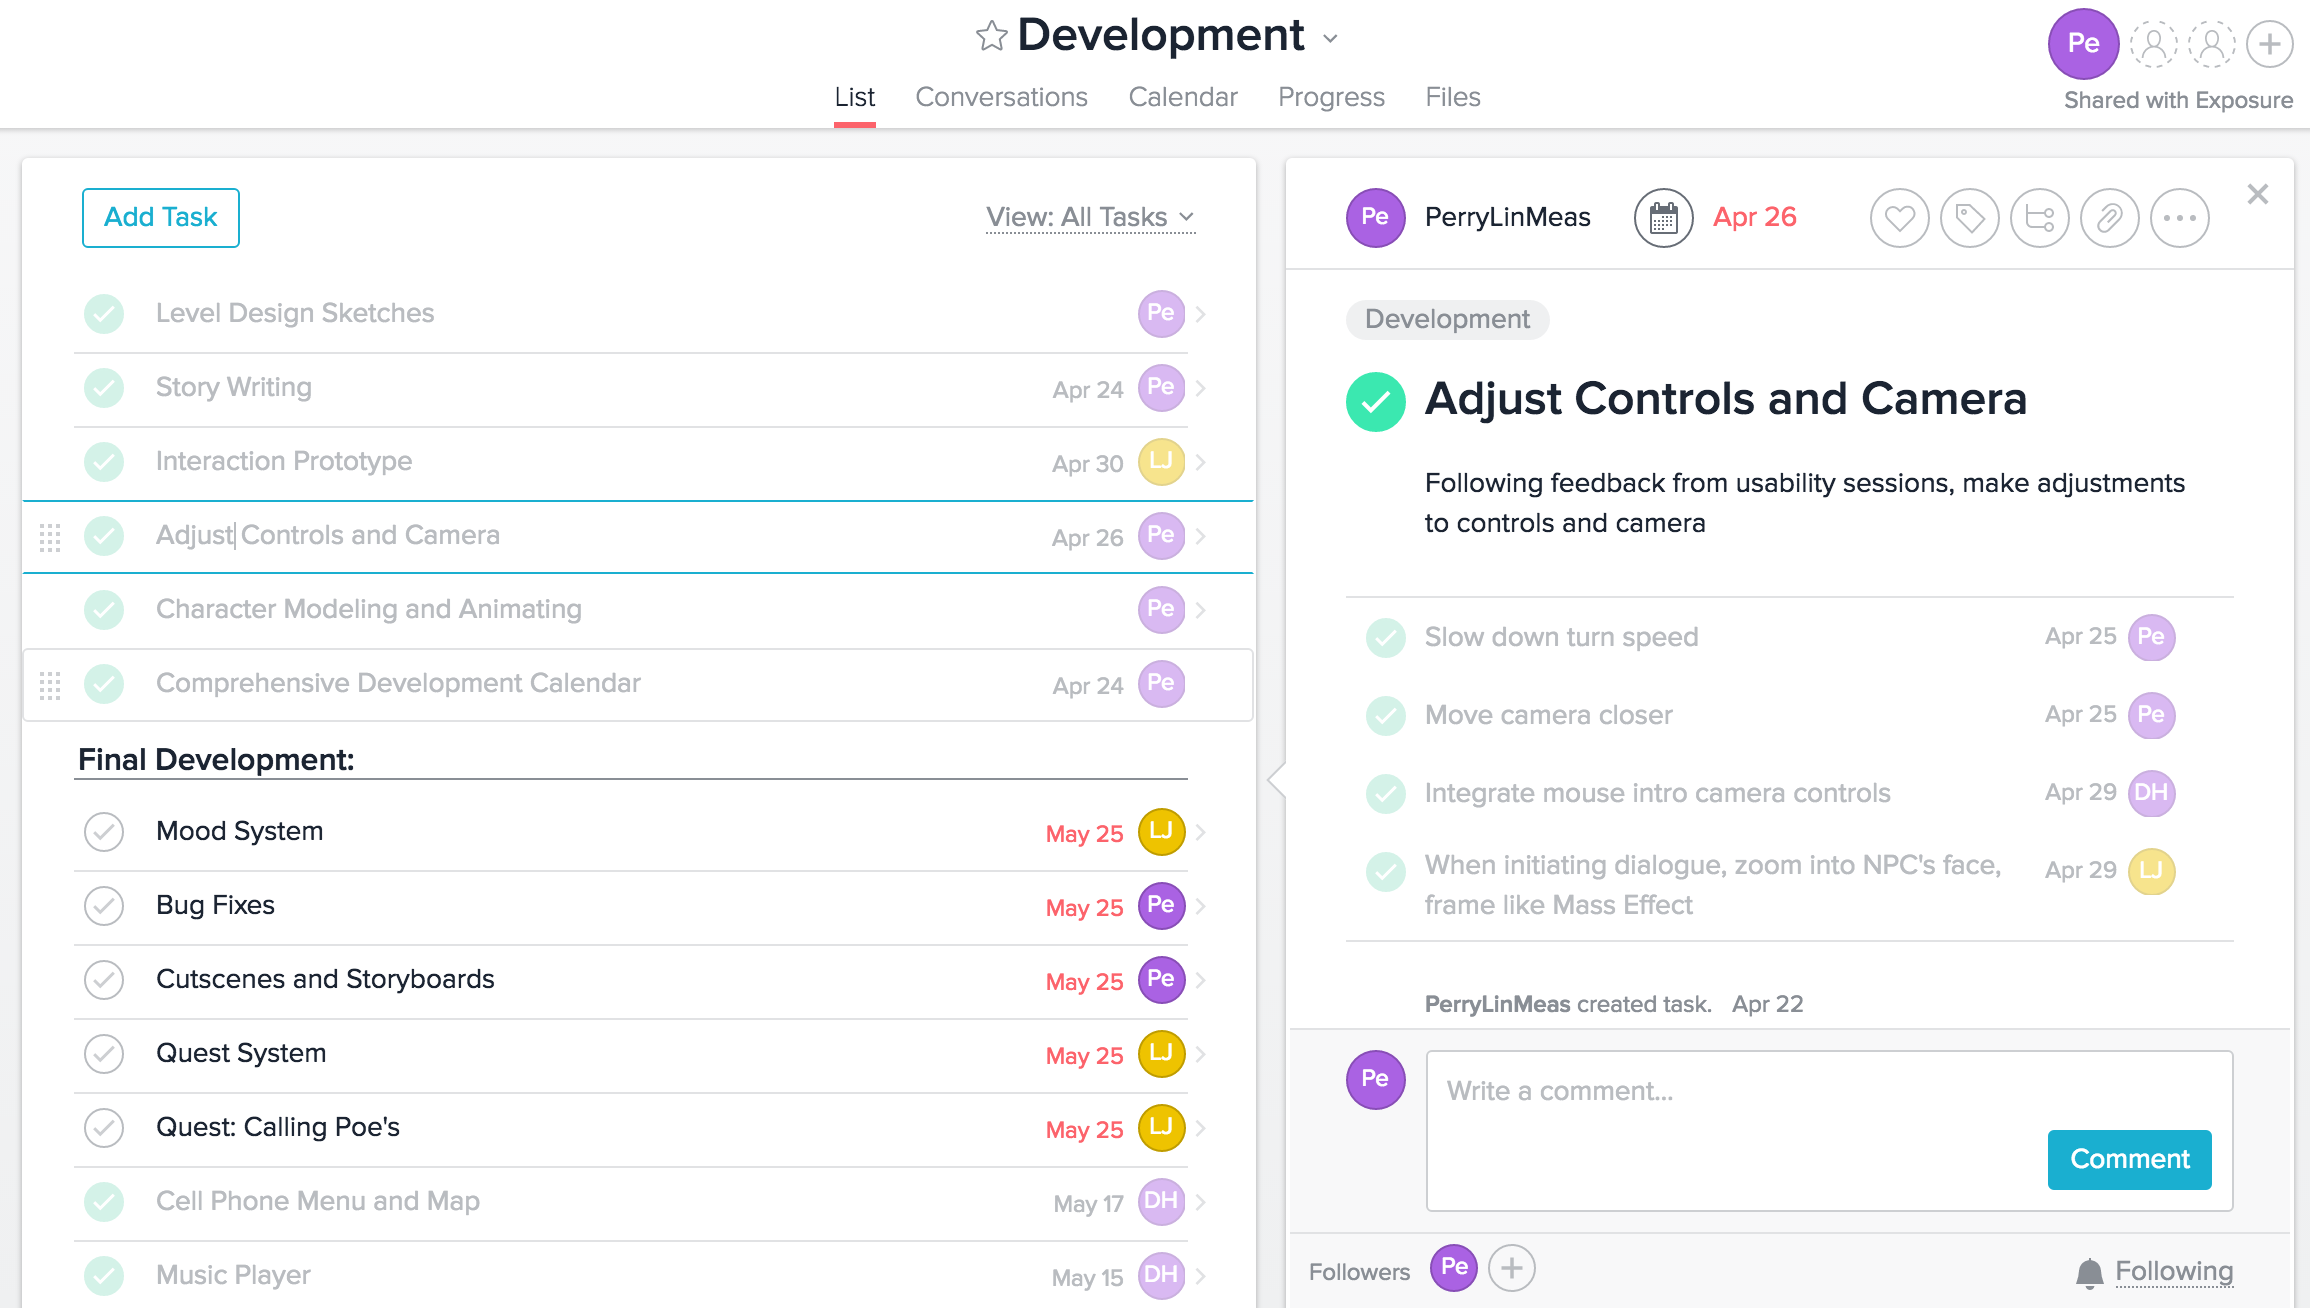 Development
List Conversations Calendar Progress Files
Pe
Shared with Exposure
Add Task
View: All Tasks
Level Design Sketches Pe
Story Writing Apr 24 Pe
Interaction Prototype Apr 30 LJ
Adjust Controls and Camera Apr 26 Pe
Character Modeling and Animating Pe
Comprehensive Development Calendar Apr 24 Pe
Final Development:
Mood System May 25 LJ
Bug Fixes May 25 Pe
Cutscenes and Storyboards May 25 Pe
Quest System May 25 LJ
Quest: Calling Poe's May 25 LJ
Cell Phone Menu and Map May 17 DH
Music Player May 15 DH
Pe PerryLinMeas Apr 26
Development
Adjust Controls and Camera
Following feedback from usability sessions, make adjustments
to controls and camera
Slow down turn speed Apr 25 Pe
Move camera closer Apr 25 Pe
Integrate mouse intro camera controls Apr 29 DH
When initiating dialogue, zoom into NPC's face, Apr 29 LJ
frame like Mass Effect
PerryLinMeas created task. Apr 22
Pe Write a comment...
Comment
Followers Pe Following